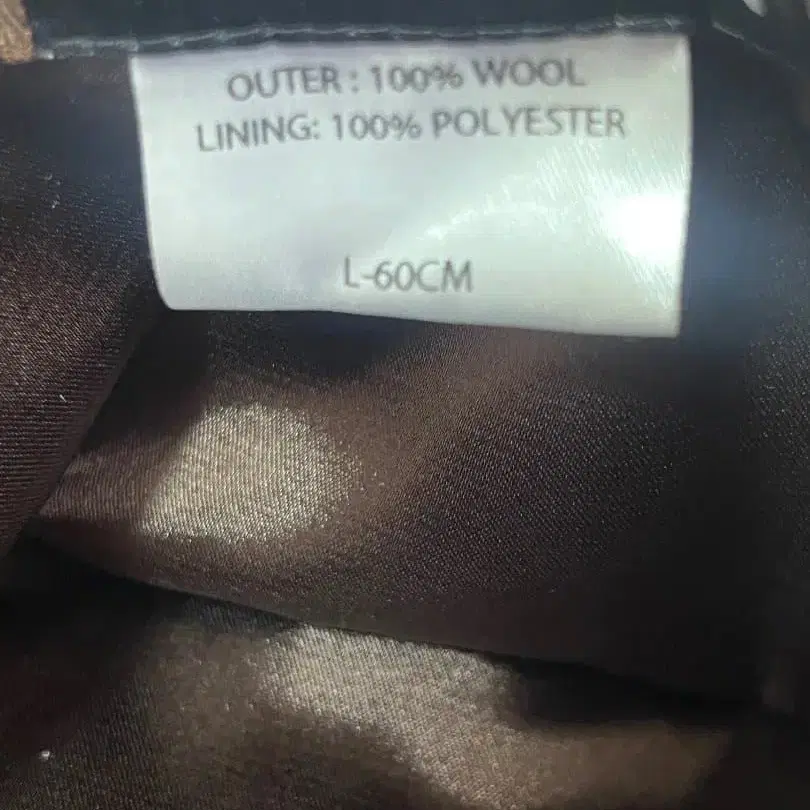 OUTER : 100% WOOL
LINING: 100% POLYESTER
L-60CM